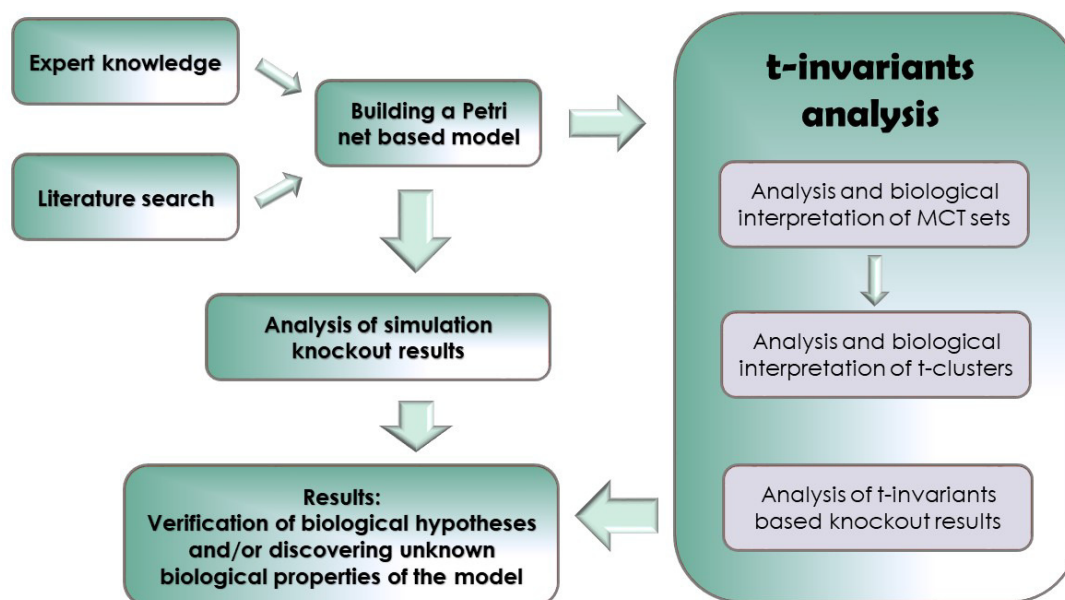 Expert knowledge
Literature search
Building a Petri
net based model
Analysis of simulation
knockout results
Results:
Verification of biological hypotheses
and/or discovering unknown
biological properties of the model
t-invariants
analysis
Analysis and biological
interpretation of MCT sets
Analysis and biological
interpretation of t-clusters
Analysis of t-invariants
based knockout results